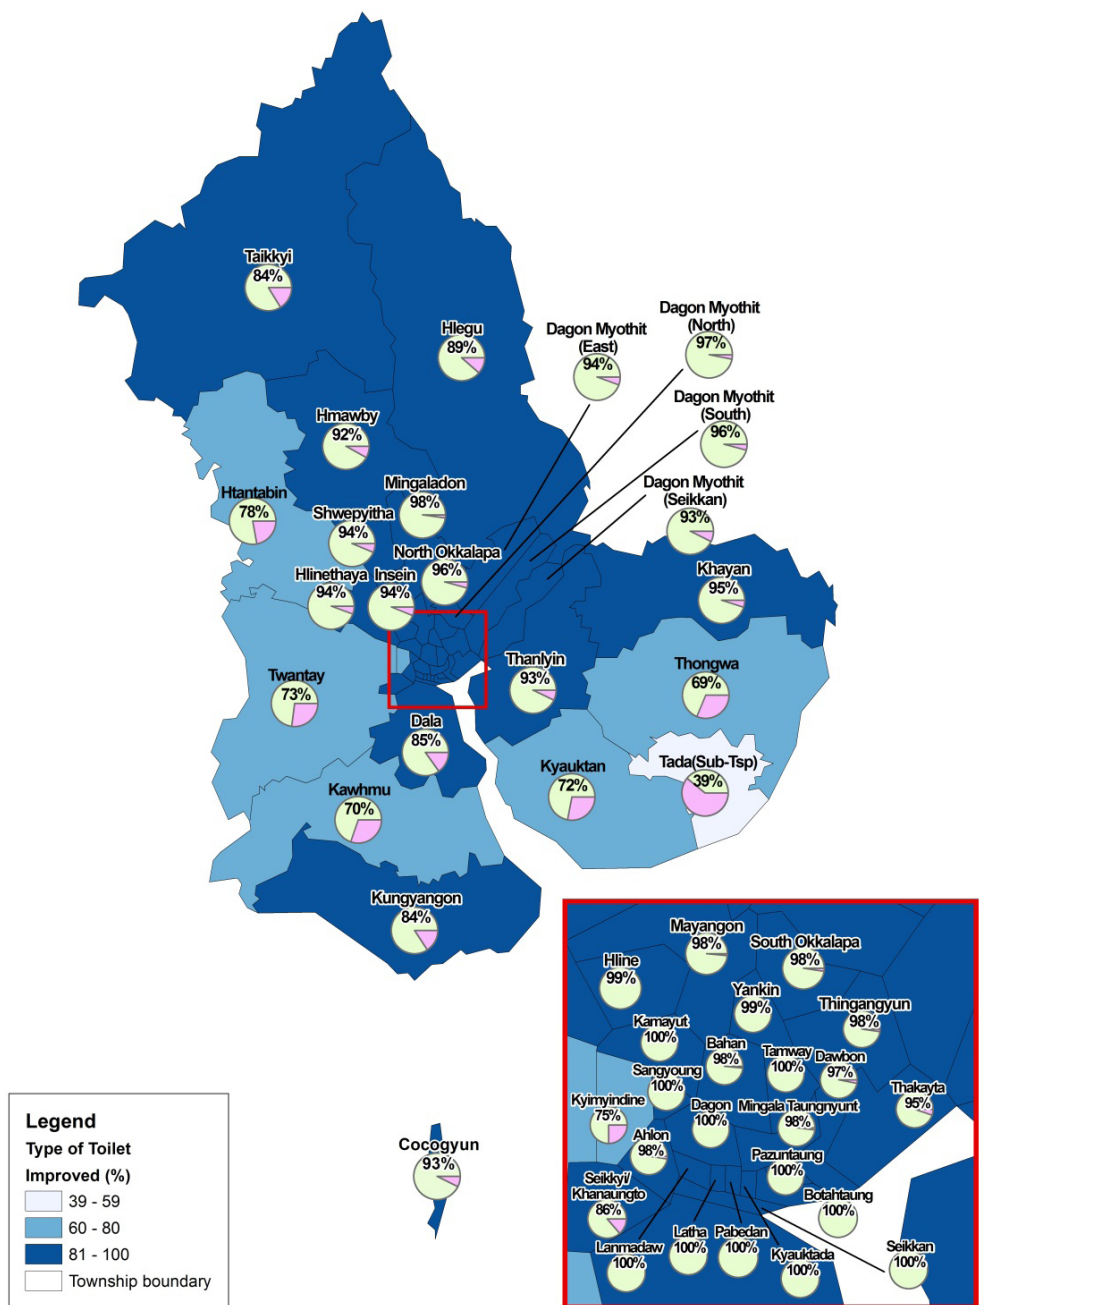 Taikkyi
84%
Hlegu
89%
Dagon Myothit
(East)
94%
Dagon Myothit
(North)
97%
Dagon Myothit
(South)
96%
Dagon Myothit
(Seikkan)
93%
Hmawby
92%
Mingaladon
98%
Htantabin
78%
Shwepyitha
94%
North Okkalapa
96%
Hlinethaya
94%
Insein
94%
Khayan
95%
Thanlyin
93%
Thongwa
69%
Twantay
73%
Dala
85%
Kyauktan
72%
Tada(Sub-Tsp)
39%
Kawhmu
70%
Kungyangon
84%
Cocogyun
93%
Mayangon
98%
South Okkalapa
98%
Hline
99%
Yankin
99%
Thingangyun
98%
Kamayut
100%
Bahan
98%
Tamway
100%
Dawbon
97%
Sangyoung
100%
Thakayta
95%
Kyimyindine
75%
Dagon
100%
Mingala Taungnyunt
98%
Ahlon
98%
Pazuntaung
100%
Seikkyi/
Khanaungto
86%
Botahtaung
100%
Lanmadaw
100%
Latha
100%
Pabedan
100%
Kyauktada
100%
Seikkan
100%
Legend
Type of Toilet
Improved (%)
39 - 59
60 - 80
81 - 100
Township boundary